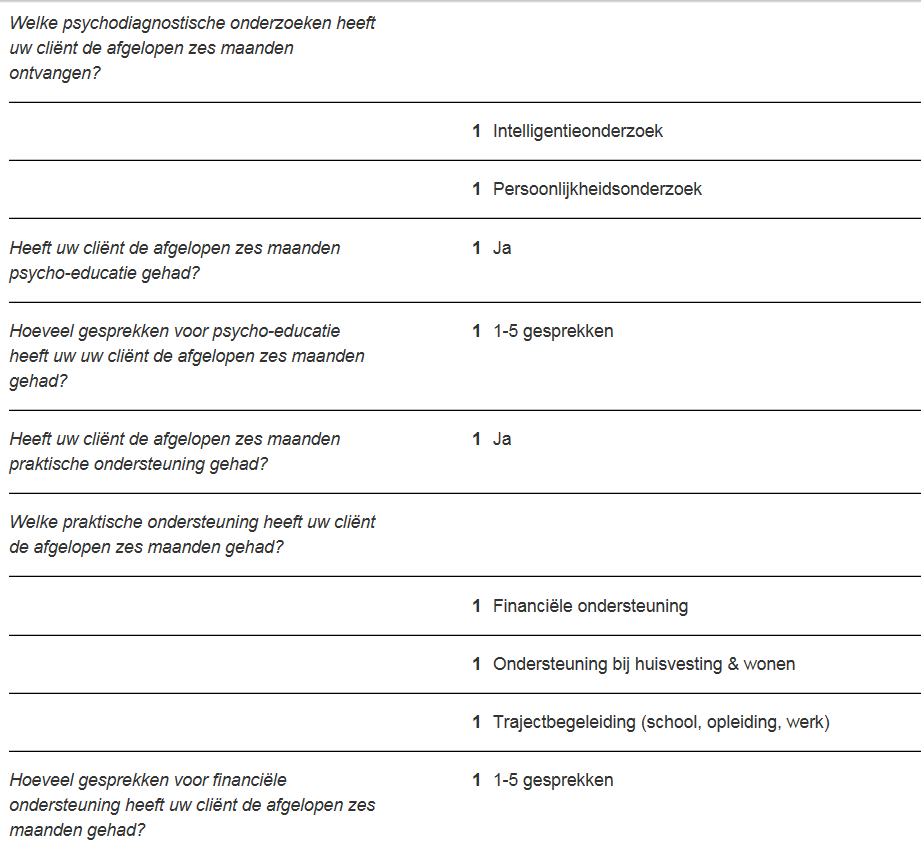 Welke psychodiagnostische onderzoeken heeft
uw cliënt de afgelopen zes maanden
ontvangen?
1 Intelligentieonderzoek
1 Persoonlijkheidsonderzoek
Heeft uw cliënt de afgelopen zes maanden
psycho-educatie gehad?
1 Ja
Hoeveel gesprekken voor psycho-educatie
heeft uw uw cliënt de afgelopen zes maanden
gehad?
1 1-5 gesprekken
Heeft uw cliënt de afgelopen zes maanden
praktische ondersteuning gehad?
1 Ja
Welke praktische ondersteuning heeft uw cliënt
de afgelopen zes maanden gehad?
1 Financiële ondersteuning
1 Ondersteuning bij huisvesting & wonen
1 Trajectbegeleiding (school, opleiding, werk)
Hoeveel gesprekken voor financiële
ondersteuning heeft uw cliënt de afgelopen zes
maanden gehad?
1 1-5 gesprekken